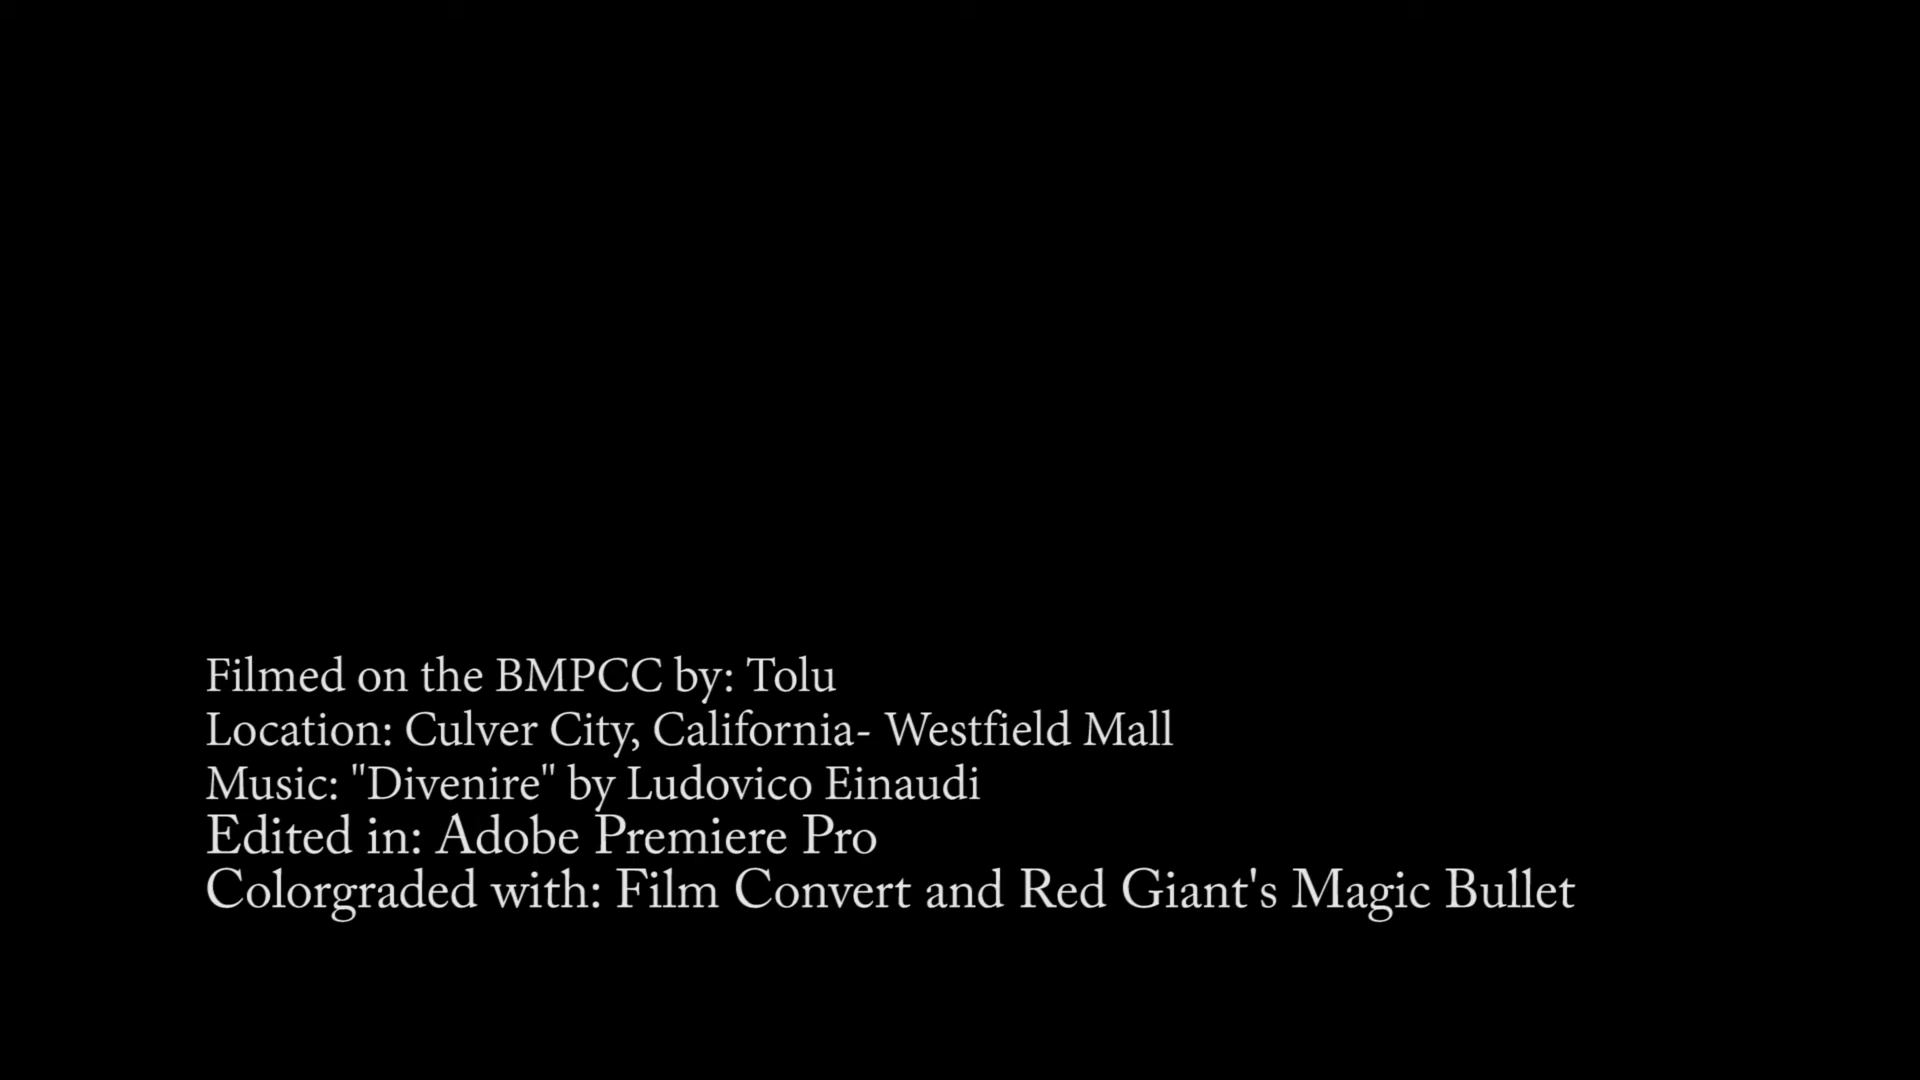 Filmed on the BMPCC by: Tolu
Location: Culver City, California- Westfield Mall
Music: "Divenire" by Ludovico Einaudi
Edited in: Adobe Premiere Pro
Colorgraded with: Film Convert and Red Giant's Magic Bullet